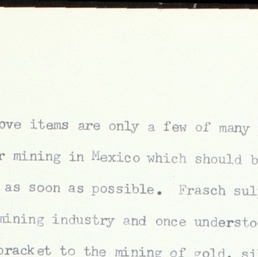 ove items are only a few of many
r mining in Mexico which should b
as soon as possible. Frasch sul
mining industry and once understo
bracket to the mining of gold, si